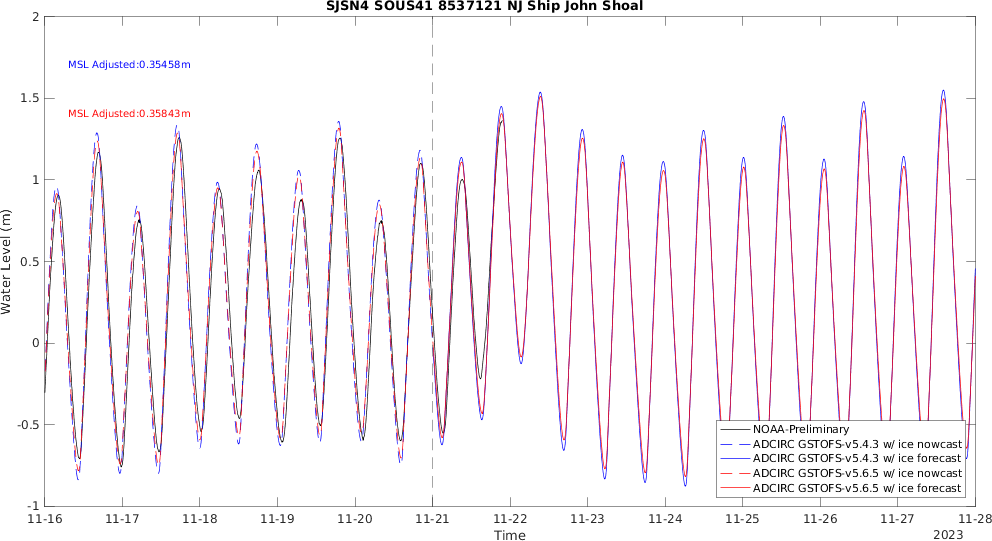 SJSN4 SOUS41 8537121 NJ Ship John Shoal
2
1.5
1
0.5
0
-0.5
-1
Water Level (m)
MSL Adjusted:0.35458m
MSL Adjusted:0.35843m
NOAA-Preliminary
ADCIRC GSTOFS-v5.4.3 w/ ice nowcast
ADCIRC GSTOFS-v5.4.3 w/ ice forecast
ADCIRC GSTOFS-v5.6.5 w/ ice nowcast
ADCIRC GSTOFS-v5.6.5 w/ ice forecast
11-16 11-17 11-18 11-19 11-20 11-21 11-22 11-23 11-24 11-25 11-26 11-27 11-28
Time
2023